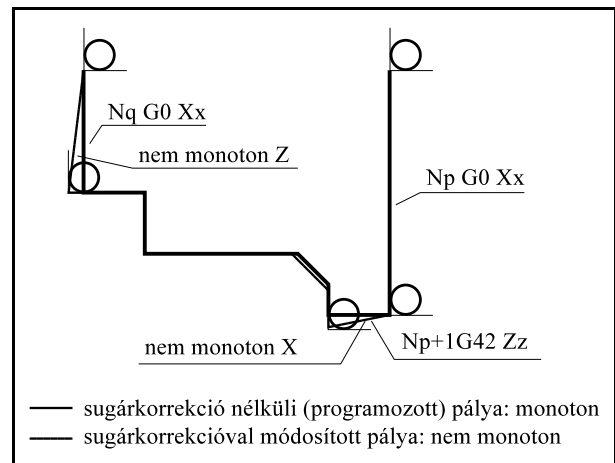 Nq G0 Xx
nem monoton Z
Np G0 Xx
nem monoton X
Np+1G42 Zz
sugárkorrekció nélküli (programozott) pálya: monoton
sugárkorrekcióval módosított pálya: nem monoton